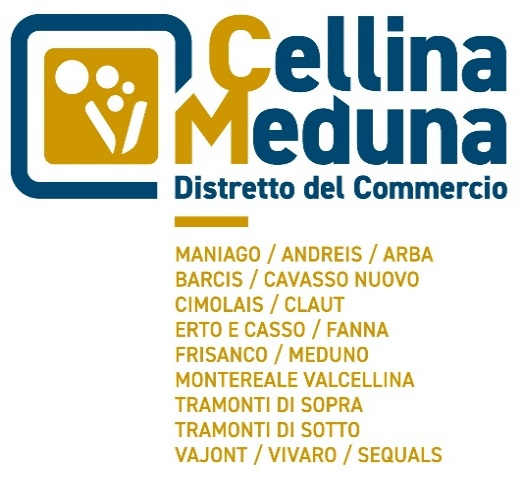 Cellina
Meduna
Distretto del Commercio
MANIAGO / ANDREIS / ARBA
BARCIS / CAVASSO NUOVO
CIMOLAIS / CLAUT
ERTO E CASSO / FANNA
FRISANCO / MEDUNO
MONTEREALE VALCELLINA
TRAMONTI DI SOPRA
TRAMONTI DI SOTTO
VAJONT / VIVARO / SEQUALS